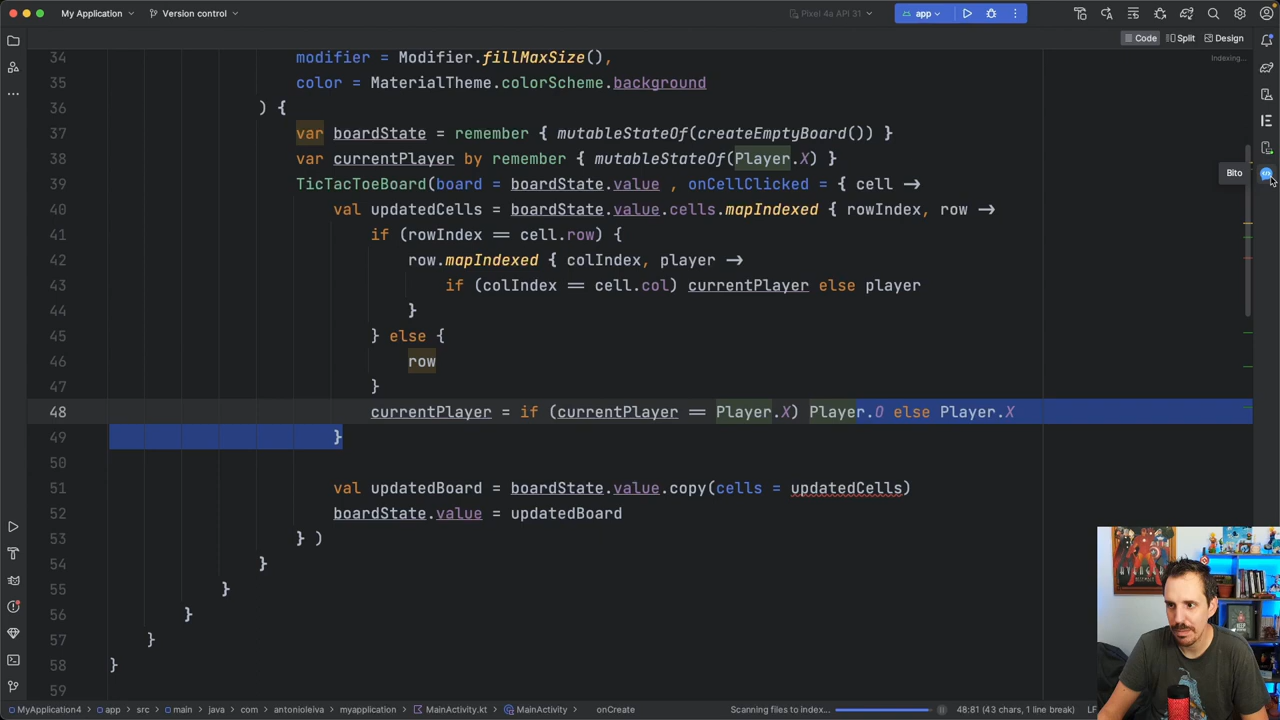 My Application
Version control
Pixel 4a API 31
app
Code
Split
Design
Indexing...
34 modifier = Modifier.fillMaxSize(),
35 color = MaterialTheme.colorScheme.background
36 ) {
37 var boardState = remember { mutableStateOf(createEmptyBoard()) }
38 var currentPlayer by remember { mutableStateOf(Player.X) }
39 TicTacToeBoard(board = boardState.value , onCellClicked = { cell →
40 val updatedCells = boardState.value.cells.mapIndexed { rowIndex, row →
41 if (rowIndex == cell.row) {
42 row.mapIndexed { colIndex, player →
43 if (colIndex == cell.col) currentPlayer else player
44 }
45 } else {
46 row
47 }
48 currentPlayer = if (currentPlayer == Player.X) Player.O else Player.X
49 }
50
51 val updatedBoard = boardState.value.copy(cells = updatedCells)
52 boardState.value = updatedBoard
53 } )
54 }
55 }
56 }
57 }
58 }
59
Bito
MyApplication4 > app > src > main > java > com > antonioleiva > myapplication > MainActivity.kt > MainActivity > onCreate
Scanning files to index...
48:81 (43 chars, 1 line break)